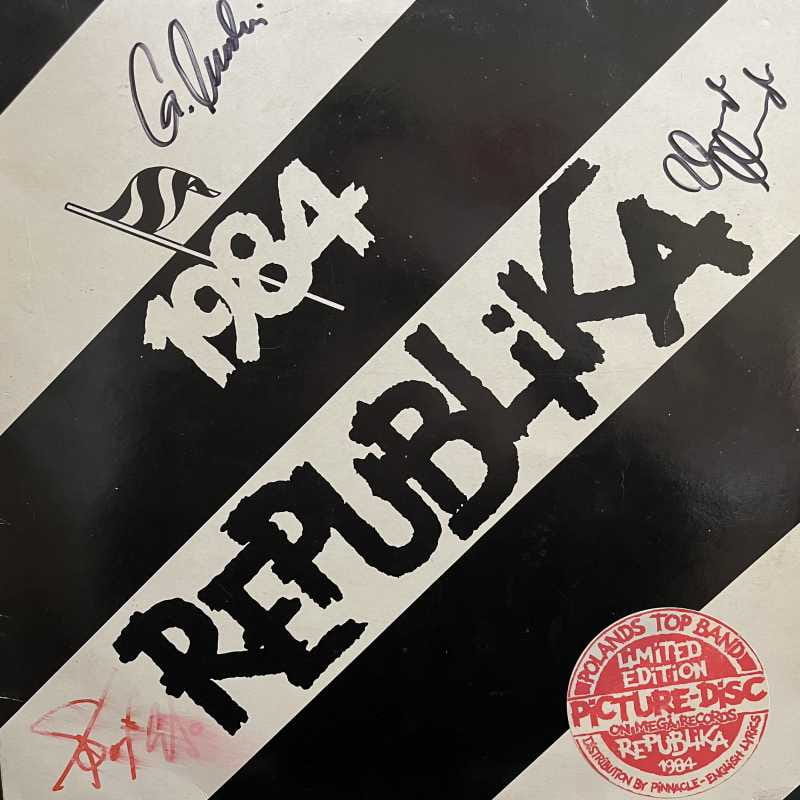 1984
REPUBLiKA
POLANDS TOP BAND
LiMiTED
EDITION
PiCTURE-DiSC
ON MEGA RECORDS
REPUBLiKA
1984
DISTRIBUTION BY PINNACLE-ENGLISH LYRICS